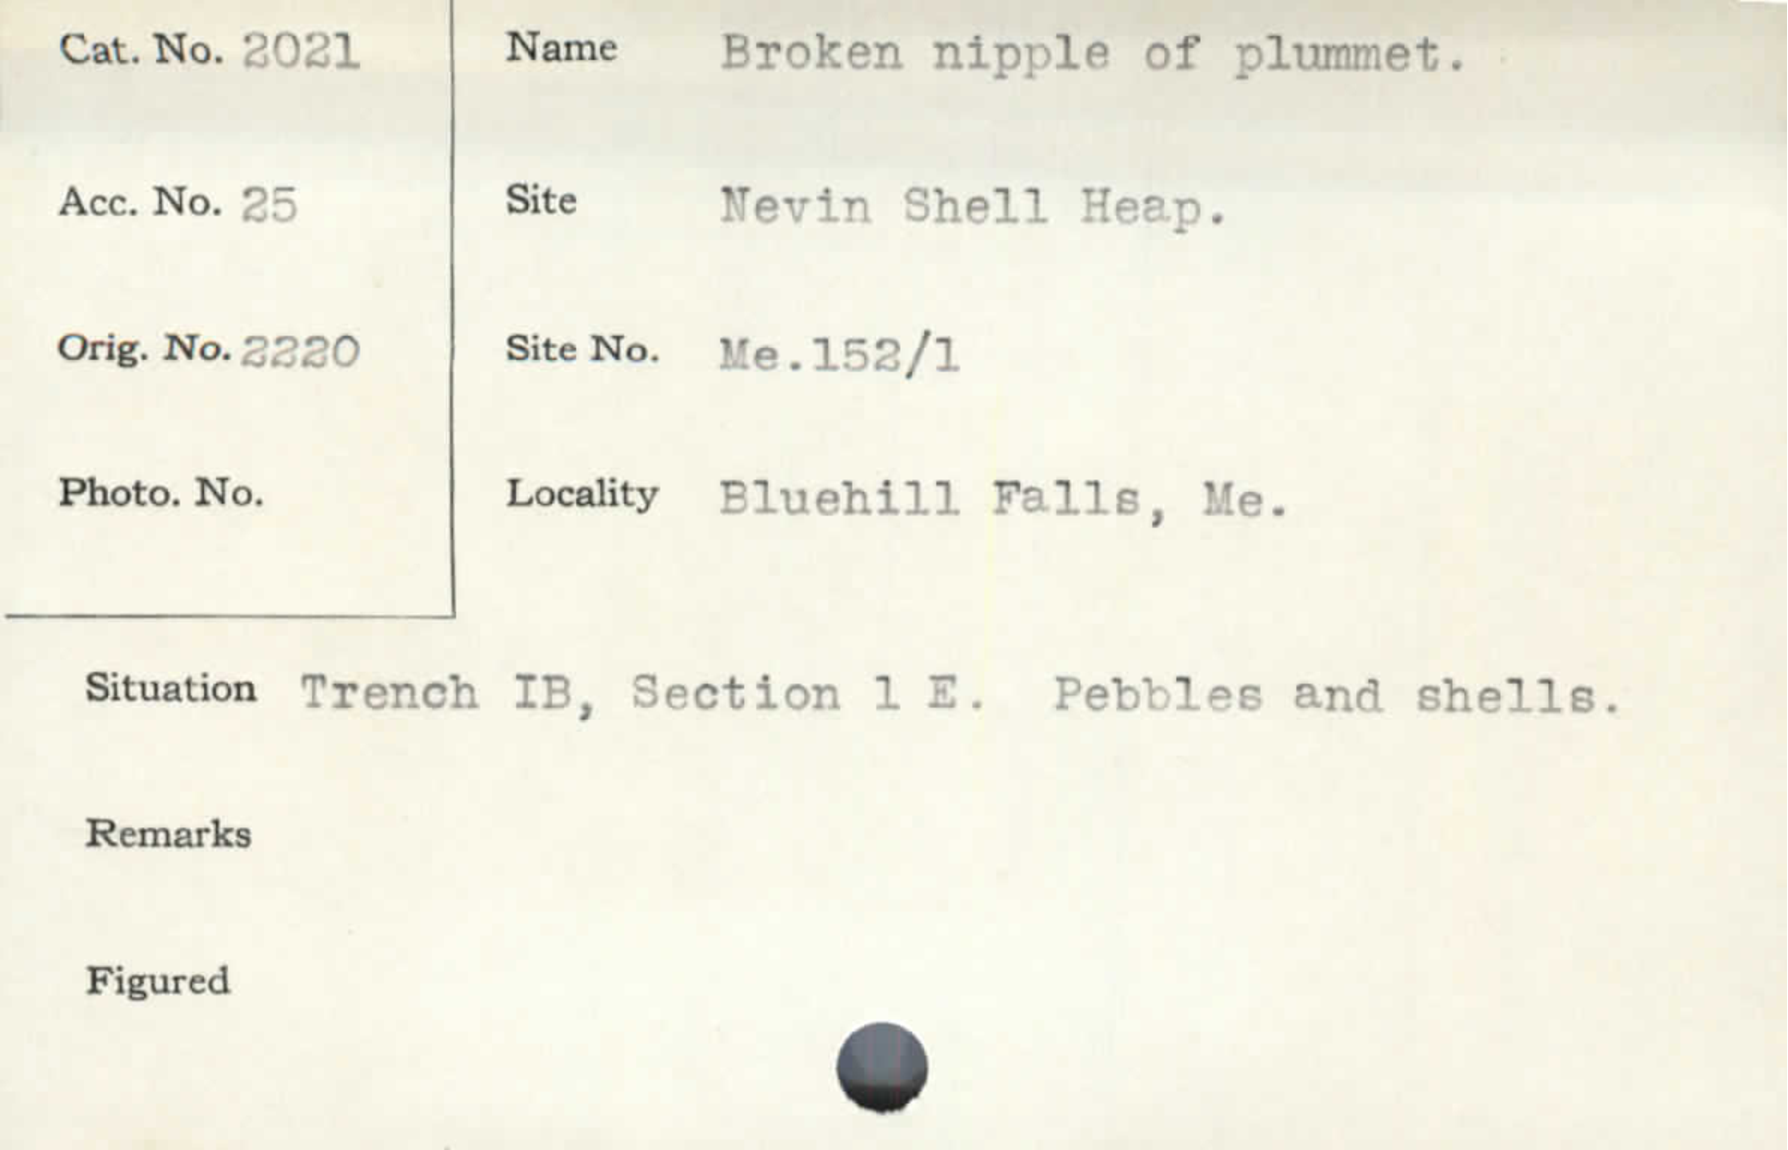 Cat. No. 2021
Name Broken nipple of plummet.
Acc. No. 25
Site Nevin Shell Heap.
Orig. No. 2220
Site No. Me.152/1
Photo. No.
Locality Bluehill Falls, Me.
Situation Trench IB, Section 1 E. Pebbles and shells.
Remarks
Figured